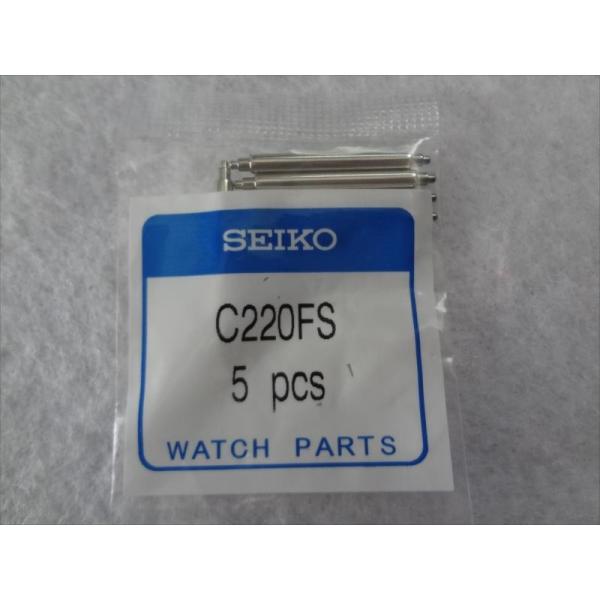 SEIKO
C220FS
5 pcs
WATCH PARTS